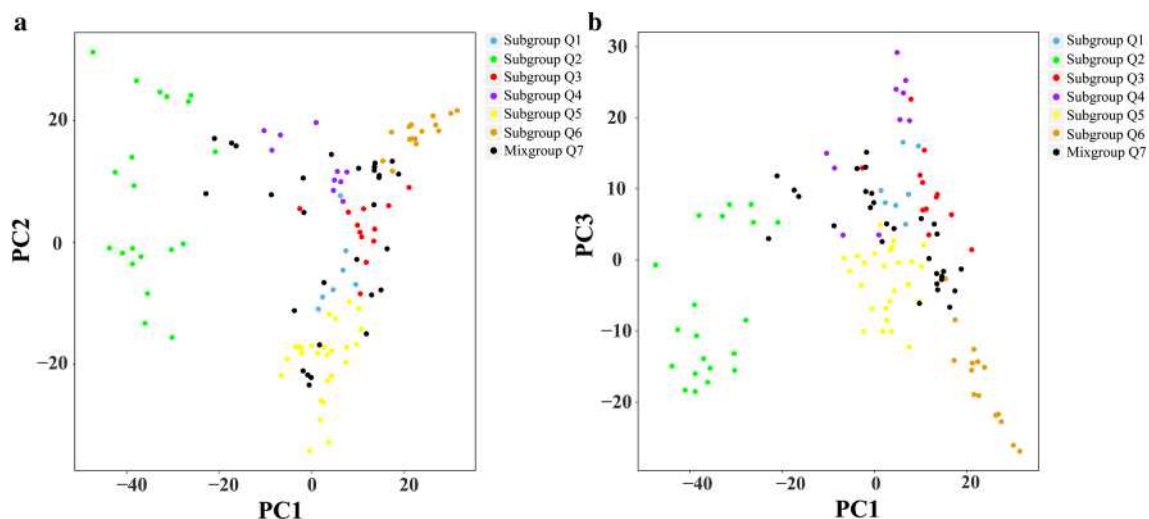 a
PC2
20
0
−20
−40
−20
0
20
PC1
Subgroup Q1
Subgroup Q2
Subgroup Q3
Subgroup Q4
Subgroup Q5
Subgroup Q6
Mixgroup Q7
b
PC3
30
20
10
0
−10
−20
−30
−40
−20
0
20
PC1
Subgroup Q1
Subgroup Q2
Subgroup Q3
Subgroup Q4
Subgroup Q5
Subgroup Q6
Mixgroup Q7